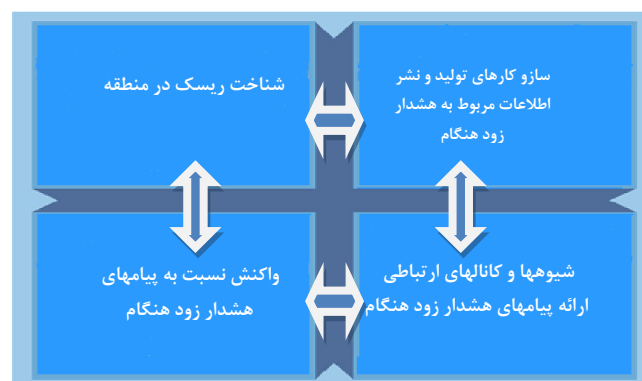 سازو کارهای تولید و نشر
اطلاعات مربوط به هشدار
زود هنگام
شناخت ریسک در منطقه
شیوهها و کانالهای ارتباطی
ارائه پیامهای هشدار زود هنگام
واکنش نسبت به پیامهای
هشدار زود هنگام